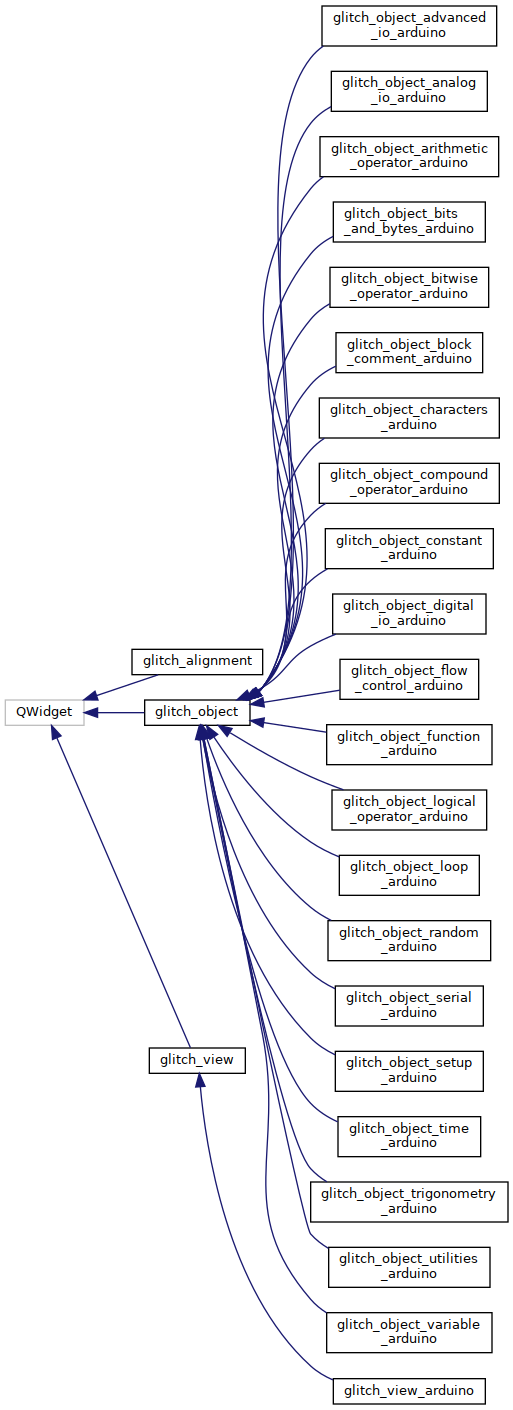 glitch_object_advanced
_io_arduino
glitch_object_analog
_io_arduino
glitch_object_arithmetic
_operator_arduino
glitch_object_bits
_and_bytes_arduino
glitch_object_bitwise
_operator_arduino
glitch_object_block
_comment_arduino
glitch_object_characters
_arduino
glitch_object_compound
_operator_arduino
glitch_object_constant
_arduino
glitch_object_digital
_io_arduino
glitch_alignment
glitch_object_flow
_control_arduino
QWidget
glitch_object
glitch_object_function
_arduino
glitch_object_logical
_operator_arduino
glitch_object_loop
_arduino
glitch_object_random
_arduino
glitch_object_serial
_arduino
glitch_view
glitch_object_setup
_arduino
glitch_object_time
_arduino
glitch_object_trigonometry
_arduino
glitch_object_utilities
_arduino
glitch_object_variable
_arduino
glitch_view_arduino